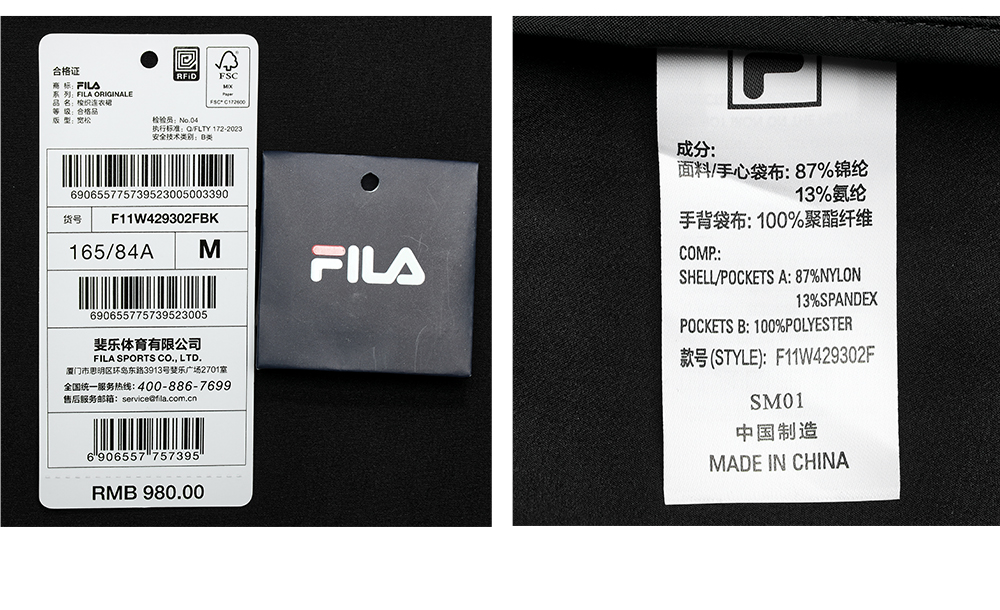 合格证
商 标: FILA
系 列: FILA ORIGINALE
品 名: 梭织连衣裙
等 级: 合格品
版 型: 宽松
RFID
FSC
MIX
Paper
FSC® C172600
检验员: No.04
执行标准: Q/FLTY 172-2023
安全技术类别: B类
69065577573952300500339​0
货号 F11W429302FBK
165/84A M
690655775739523005
斐乐体育有限公司
FILA SPORTS CO., LTD.
厦门市思明区环岛东路3913号斐乐广场2701室
全国统一服务热线: 400-886-7699
售后服务邮箱: service@fila.com.cn
6 906557 757395
RMB 980.00
FILA
成分:
面料/手心袋布: 87%锦纶
13%氨纶
手背袋布: 100%聚酯纤维
COMP.:
SHELL/POCKETS A: 87%NYLON
13%SPANDEX
POCKETS B: 100%POLYESTER
款号(STYLE): F11W429302F
SM01
中国制造
MADE IN CHINA